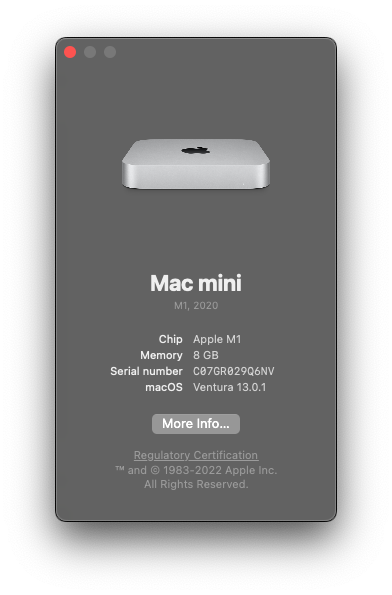 Mac mini
M1, 2020
Chip Apple M1
Memory 8 GB
Serial number C07GR029Q6NV
macOS Ventura 13.0.1
More Info...
Regulatory Certification
™ and © 1983-2022 Apple Inc.
All Rights Reserved.